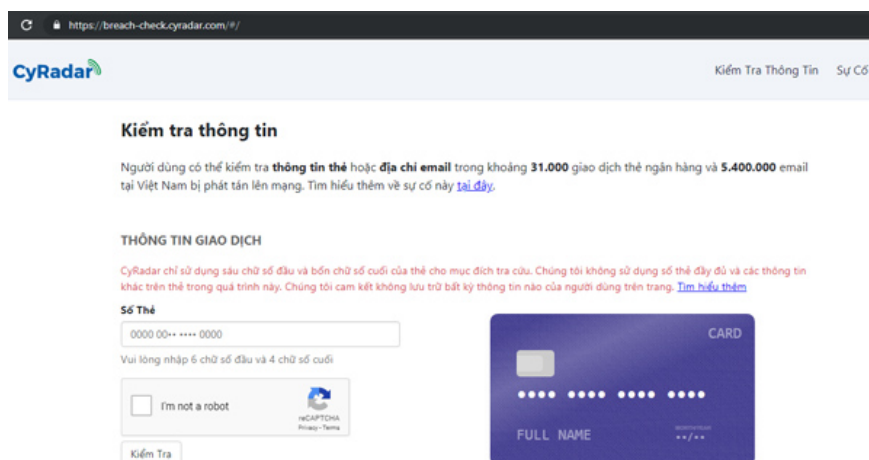 https://breach-check.cyradar.com/#/
CyRadar
Kiểm Tra Thông Tin Sự Cố
Kiểm tra thông tin
Người dùng có thể kiểm tra thông tin thẻ hoặc địa chỉ email trong khoảng 31.000 giao dịch thẻ ngân hàng và 5.400.000 email
tại Việt Nam bị phát tán lên mạng. Tìm hiểu thêm về sự cố này tại đây.
THÔNG TIN GIAO DỊCH
CyRadar chỉ sử dụng sáu chữ số đầu và bốn chữ số cuối của thẻ cho mục đích tra cứu. Chúng tôi không sử dụng số thẻ đầy đủ và các thông tin
khác trên thẻ trong quá trình này. Chúng tôi cam kết không lưu trữ bất kỳ thông tin nào của người dùng trên trang. Tìm hiểu thêm
Số Thẻ
0000 00•• •••• 0000
Vui lòng nhập 6 chữ số đầu và 4 chữ số cuối
I'm not a robot
reCAPTCHA
Privacy - Terms
Kiểm Tra
CARD
•••• •••• •••• ••••
FULL NAME
••/••